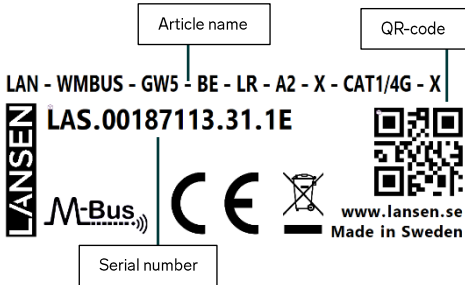 Article name
QR-code
LAN - WMBUS - GW5 - BE - LR - A2 - X - CAT1/4G - X
LAS.00187113.31.1E
LANSEN
M-Bus
CE
www.lansen.se
Made in Sweden
Serial number